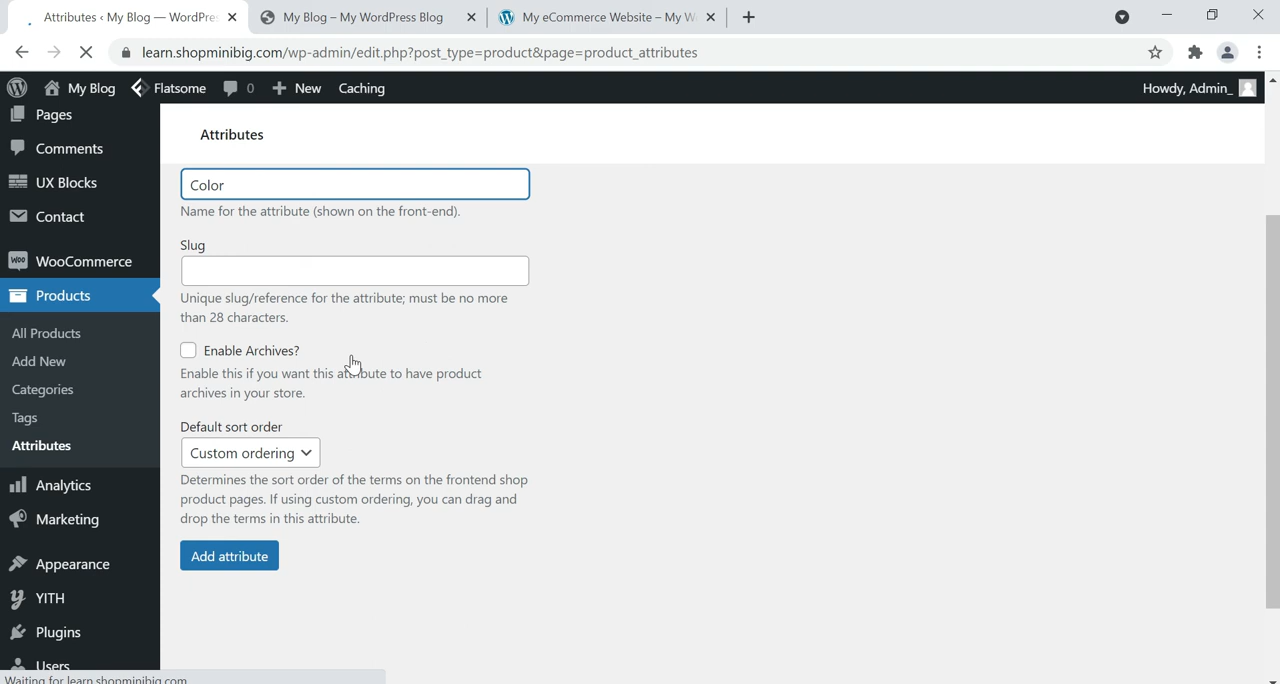 Attributes ‹ My Blog — WordPre
My Blog – My WordPress Blog
My eCommerce Website – My W
learn.shopminibig.com/wp-admin/edit.php?post_type=product&page=product_attributes
My Blog
Flatsome
0
New
Caching
Howdy, Admin_
Pages
Comments
UX Blocks
Contact
WooCommerce
Products
All Products
Add New
Categories
Tags
Attributes
Analytics
Marketing
Appearance
YITH
Plugins
Users
Attributes
Color
Name for the attribute (shown on the front-end).
Slug
Unique slug/reference for the attribute; must be no more
than 28 characters.
Enable Archives?
Enable this if you want this attribute to have product
archives in your store.
Default sort order
Custom ordering
Determines the sort order of the terms on the frontend shop
product pages. If using custom ordering, you can drag and
drop the terms in this attribute.
Add attribute
Waiting for learn.shopminibig.com